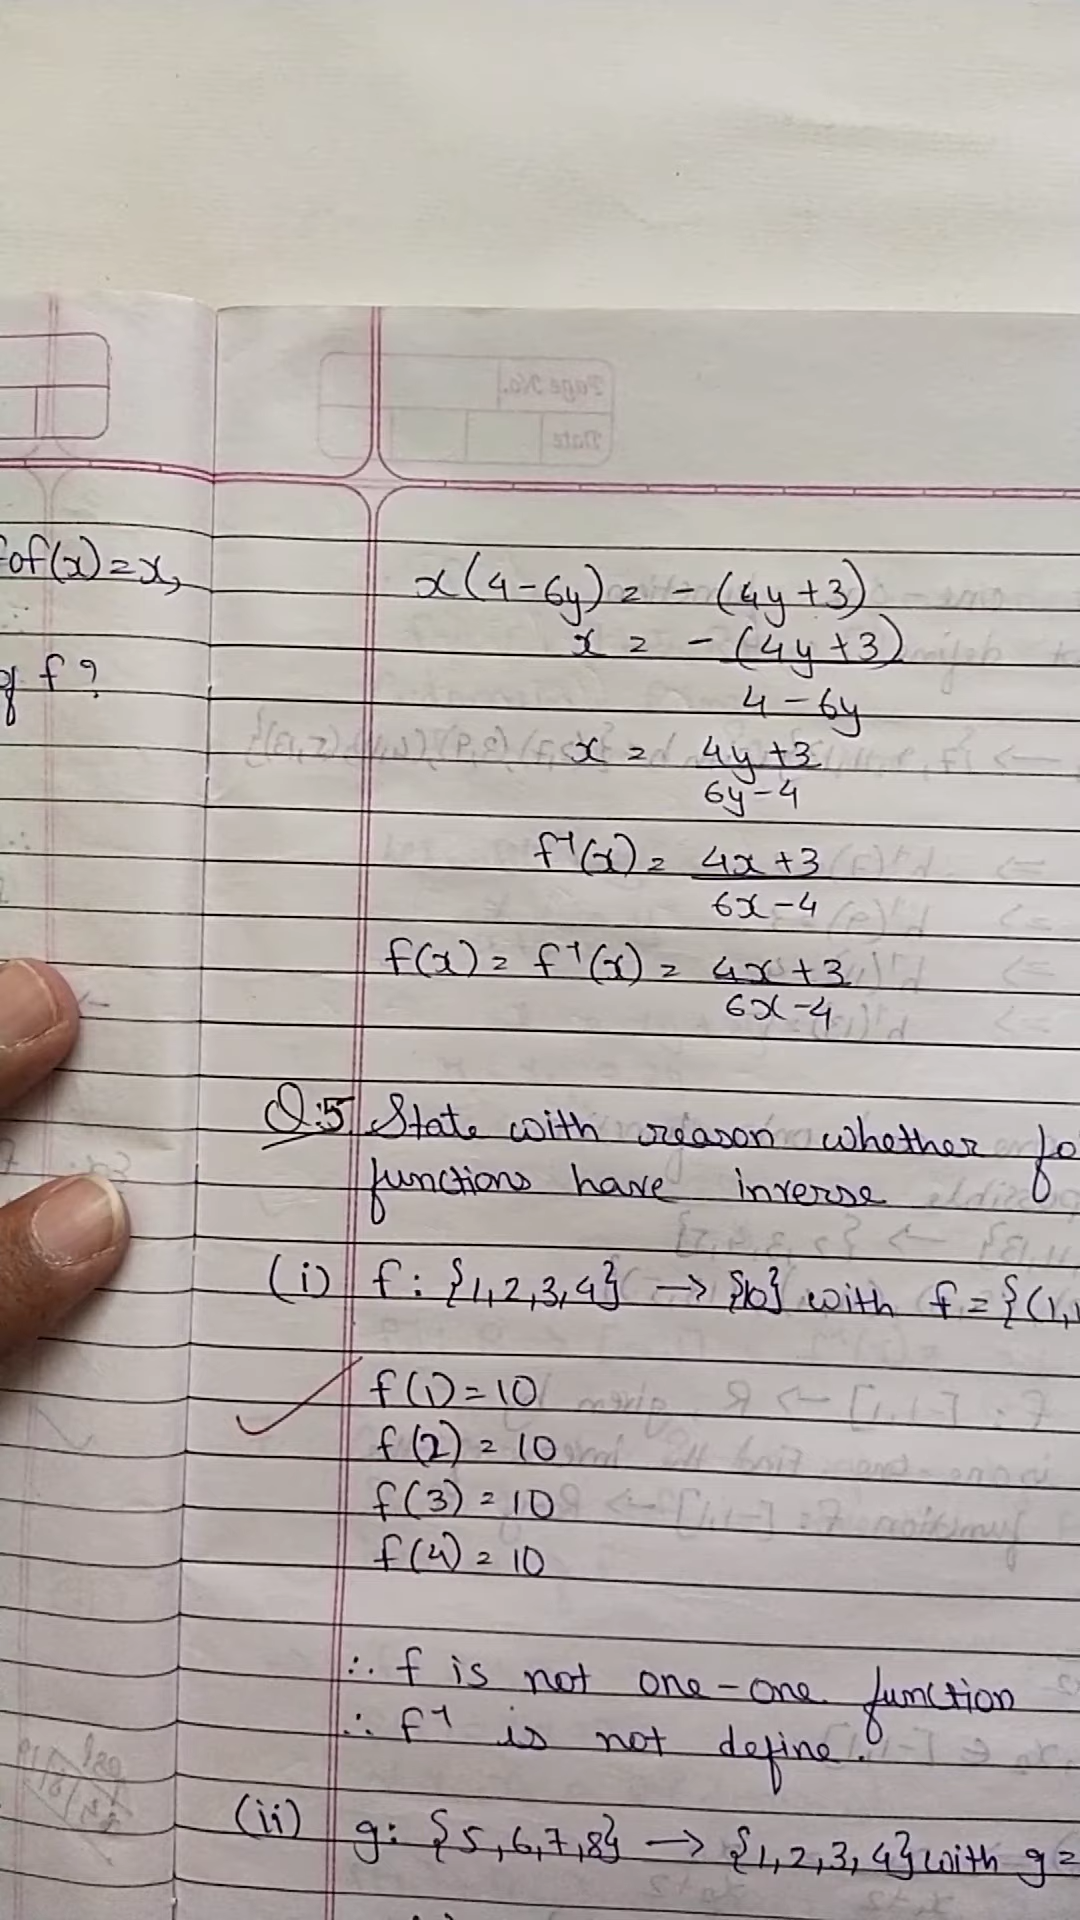 fof(x)=x,
of f?
x(4-6y) = -(4y+3)
x = -(4y+3)
4-6y
x = 4y+3
6y-4
f⁻¹(x) = 4x+3
6x-4
f(x) = f⁻¹(x) = 4x+3
6x-4
Q.5 State with reason whether fo
functions have inverse
(i) f: {1,2,3,4} → {10} with f = {(1,1
f(1) = 10
f(2) = 10
f(3) = 10
f(4) = 10
∴ f is not one-one function
∴ f⁻¹ is not define.
(ii) g: {5,6,7,8} → {1,2,3,4} with g =